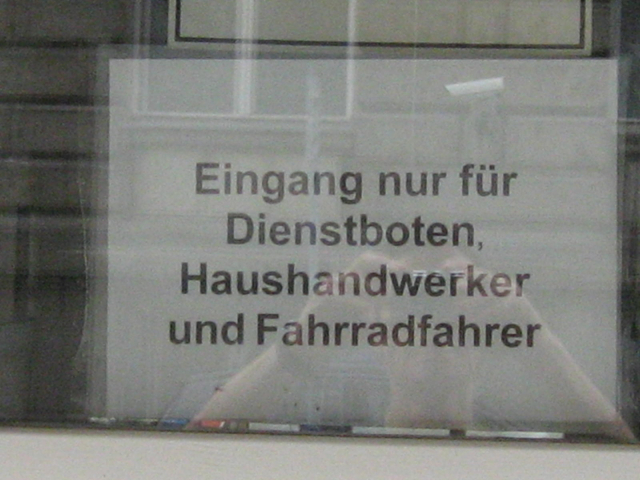 Eingang nur für
Dienstboten,
Haushandwerker
und Fahrradfahrer